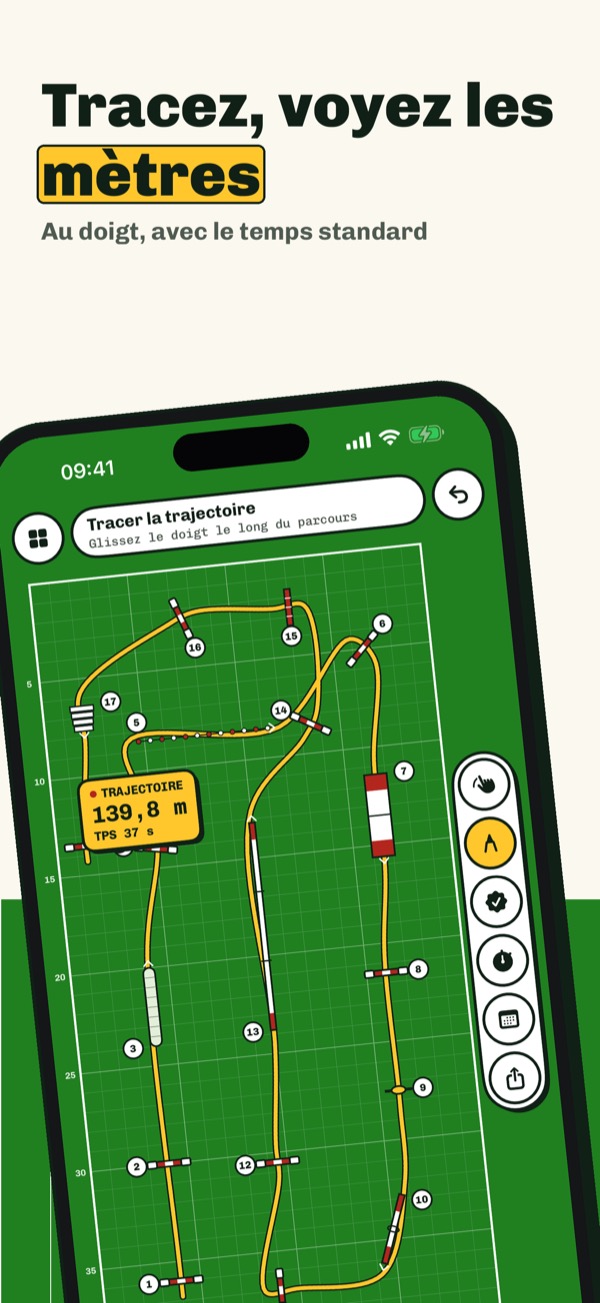 Tracez, voyez les
mètres
Au doigt, avec le temps standard
09:41
Tracer la trajectoire
Glissez le doigt le long du parcours
6
15
16
5
17
14
5
7
10
TRAJECTOIRE
139,8 m
TPS 37 s
15
8
20
13
3
25
9
2
12
30
10
35
1